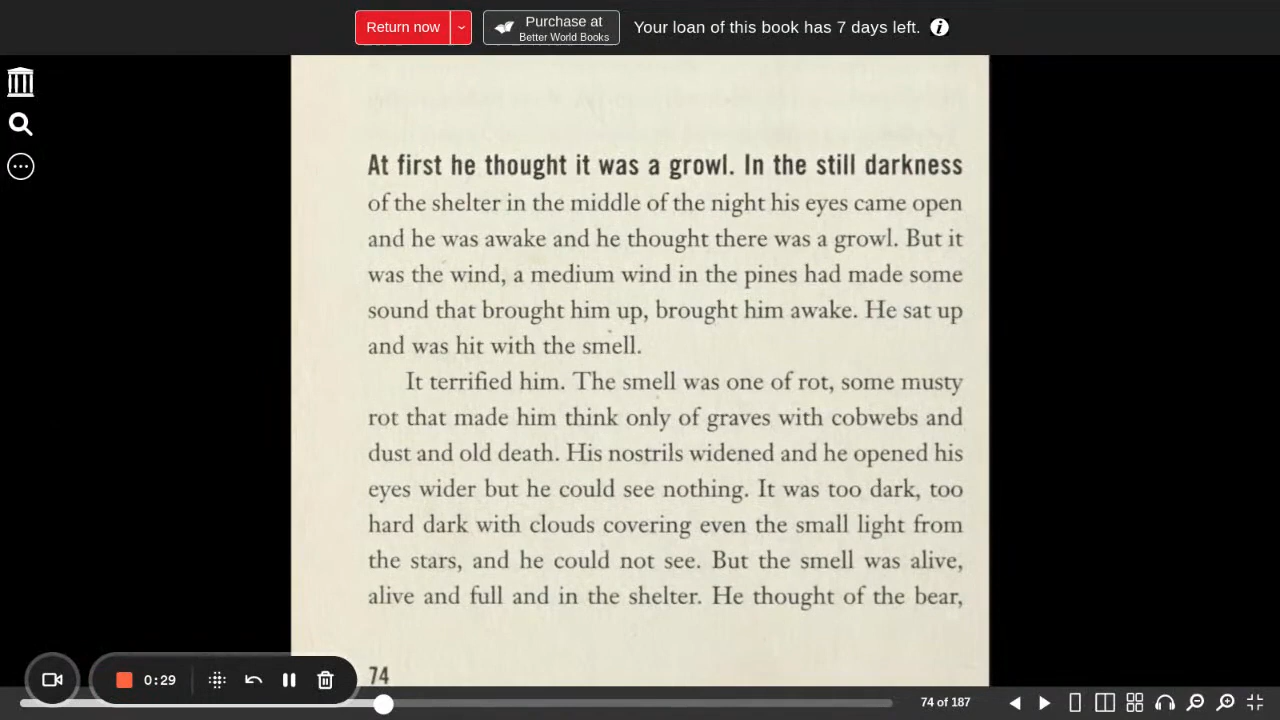 Return now
Purchase at
Better World Books
Your loan of this book has 7 days left.
At first he thought it was a growl. In the still darkness
of the shelter in the middle of the night his eyes came open
and he was awake and he thought there was a growl. But it
was the wind, a medium wind in the pines had made some
sound that brought him up, brought him awake. He sat up
and was hit with the smell.
It terrified him. The smell was one of rot, some musty
rot that made him think only of graves with cobwebs and
dust and old death. His nostrils widened and he opened his
eyes wider but he could see nothing. It was too dark, too
hard dark with clouds covering even the small light from
the stars, and he could not see. But the smell was alive,
alive and full and in the shelter. He thought of the bear,
74
0:29
74 of 187